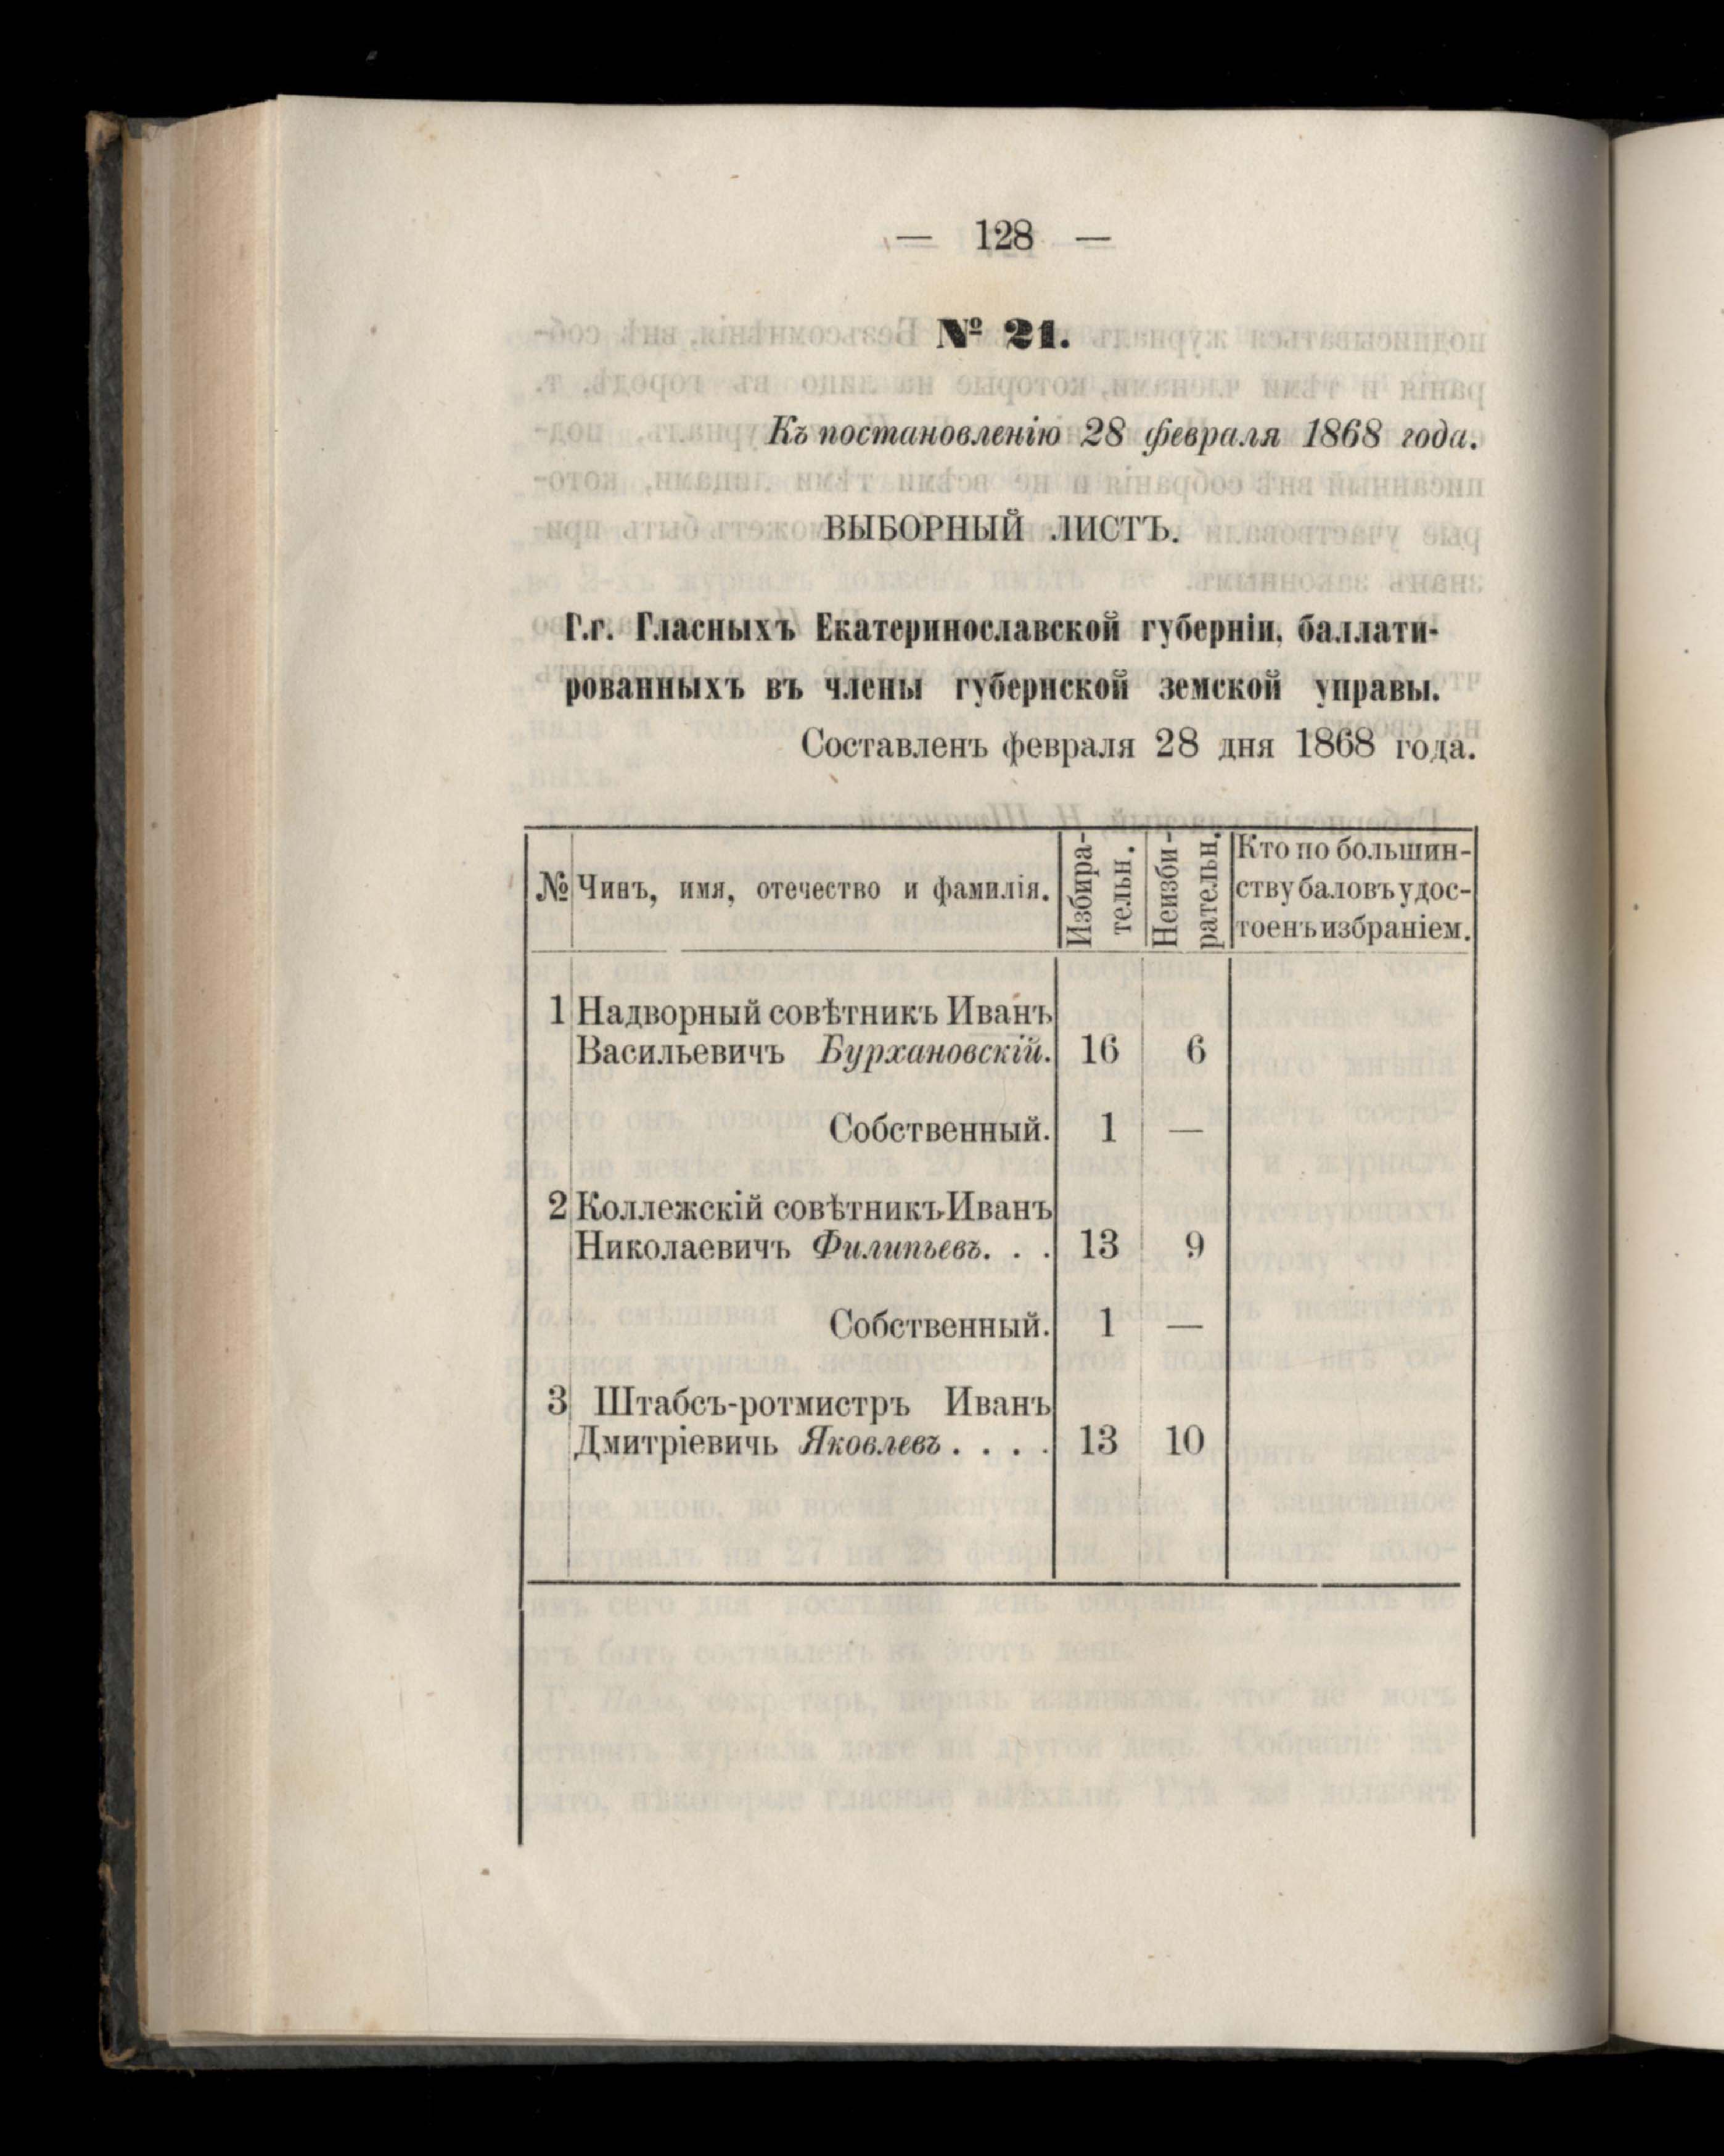 — 128 —
№ 21.
Къ постановленію 28 февраля 1868 года.
ВЫБОРНЫЙ ЛИСТЪ.
Г.г. Гласныхъ Екатеринославской губерніи, баллати-
рованныхъ въ члены губернской земской управы.
Составленъ февраля 28 дня 1868 года.
№ Чинъ, имя, отечество и фамилія. Избира-тельн. Неизби-рательн. Кто по большин-
ству баловъ удос-
тоенъ избраніем.
1 Надворный совѣтникъ Иванъ
Васильевичъ Бурхановскій. 16 6
Собственный. 1 —
2 Коллежскій совѣтникъ Иванъ
Николаевичъ Филипьевъ. . . 13 9
Собственный. 1 —
3 Штабсъ-ротмистръ Иванъ
Дмитріевичь Яковлевъ . . . . 13 10